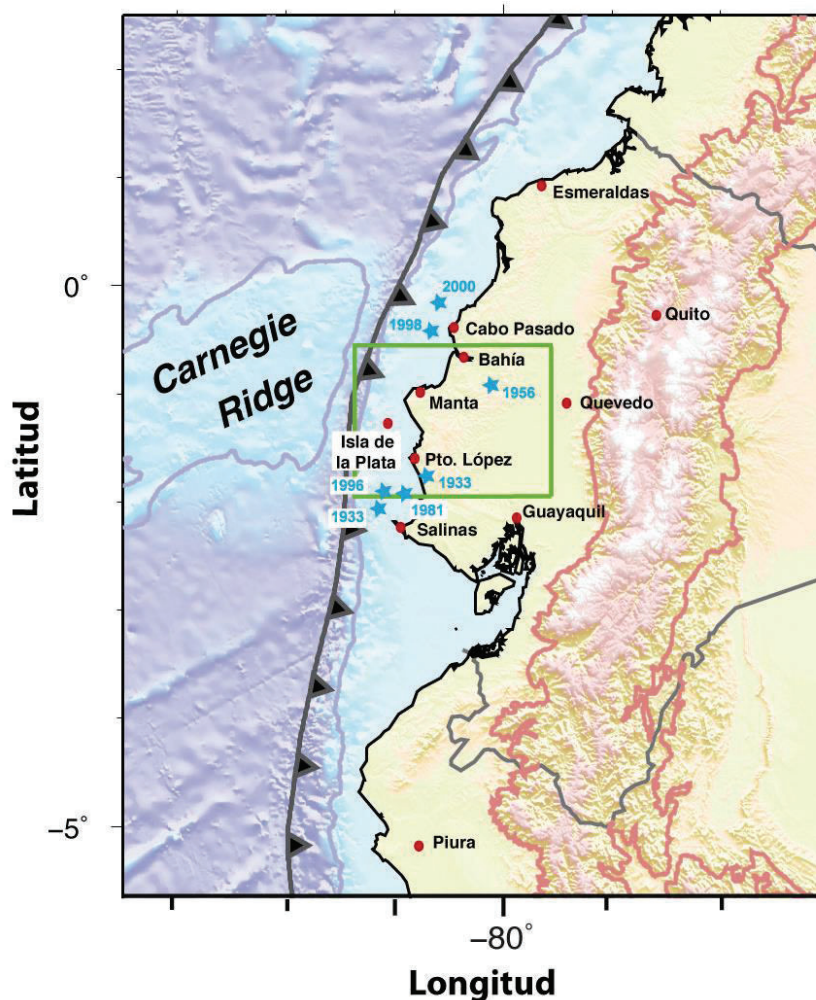 Esmeraldas
0°
2000
1998
Cabo Pasado
Quito
Carnegie
Ridge
Bahía
1956
Manta
Quevedo
Isla de
la Plata
Pto. López
1996
1933
1933
1981
Guayaquil
Salinas
Latitud
−5°
Piura
−80°
Longitud